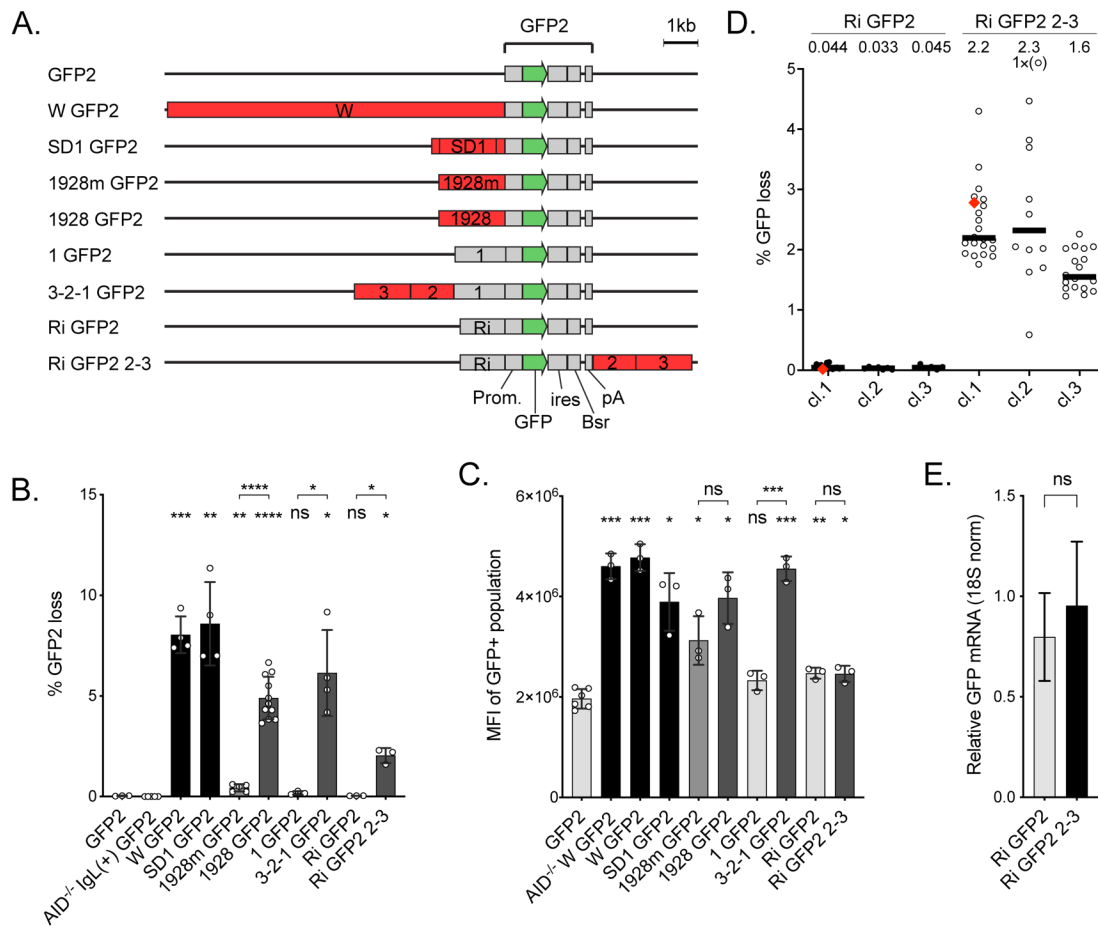 A.
GFP2
1kb
GFP2
W GFP2
W
SD1 GFP2
SD1
1928m GFP2
1928m
1928 GFP2
1928
1 GFP2
1
3-2-1 GFP2
3 2 1
Ri GFP2
Ri
Ri GFP2 2-3
Ri 2 3
Prom. ires pA
GFP Bsr
B.
% GFP2 loss
15
10
5
0
*** ** ** **** ns * ns *
**** * *
GFP2
AID-/- IgL(+) GFP2
W GFP2
SD1 GFP2
1928m GFP2
1928 GFP2
1 GFP2
3-2-1 GFP2
Ri GFP2
Ri GFP2 2-3
C.
MFI of GFP+ population
6×10⁶
4×10⁶
2×10⁶
0
ns *** ns
*** *** * * * ns *** ** *
GFP2
AID-/- W GFP2
W GFP2
SD1 GFP2
1928m GFP2
1928 GFP2
1 GFP2
3-2-1 GFP2
Ri GFP2
Ri GFP2 2-3
D.
Ri GFP2 Ri GFP2 2-3
0.044 0.033 0.045 2.2 2.3 1.6
1×(○)
% GFP loss
5
4
3
2
1
0
cl.1 cl.2 cl.3 cl.1 cl.2 cl.3
E.
Relative GFP mRNA (18S norm)
ns
1.5
1.0
0.5
0.0
Ri GFP2
Ri GFP2 2-3